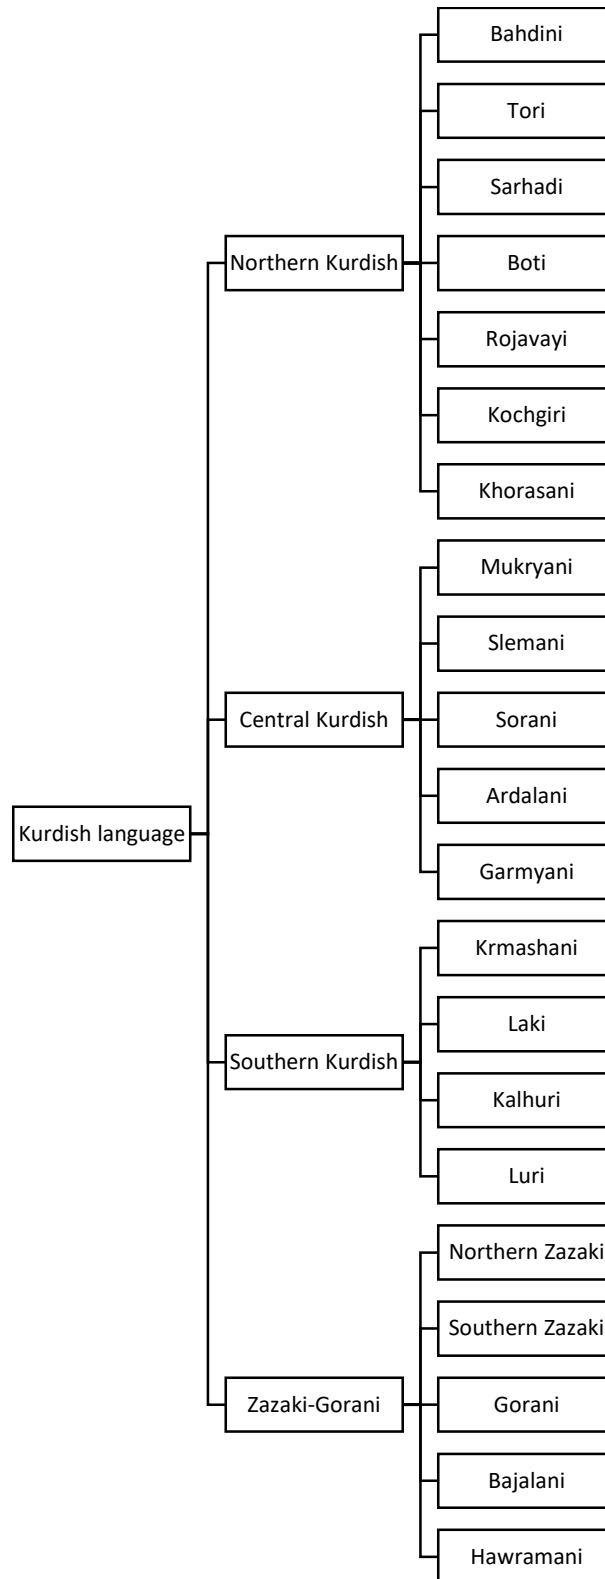 Kurdish language
Northern Kurdish
Bahdini
Tori
Sarhadi
Boti
Rojavayi
Kochgiri
Khorasani
Central Kurdish
Mukryani
Slemani
Sorani
Ardalani
Garmyani
Southern Kurdish
Krmashani
Laki
Kalhuri
Luri
Zazaki-Gorani
Northern Zazaki
Southern Zazaki
Gorani
Bajalani
Hawramani